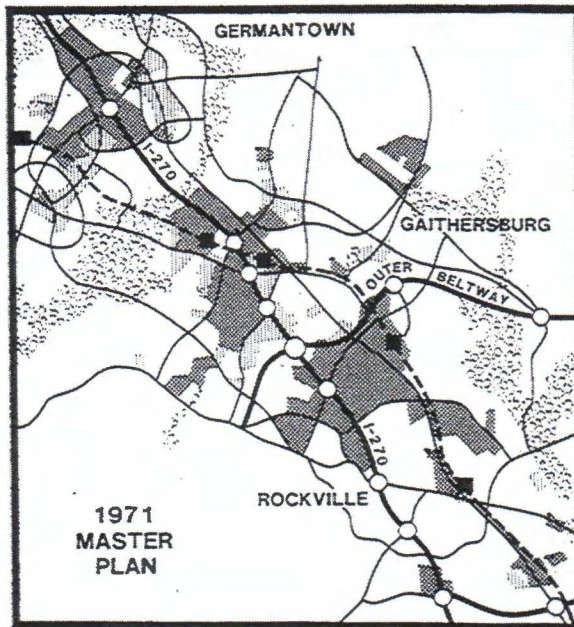 GERMANTOWN
I-270
GAITHERSBURG
OUTER BELTWAY
I-270
ROCKVILLE
1971
MASTER
PLAN